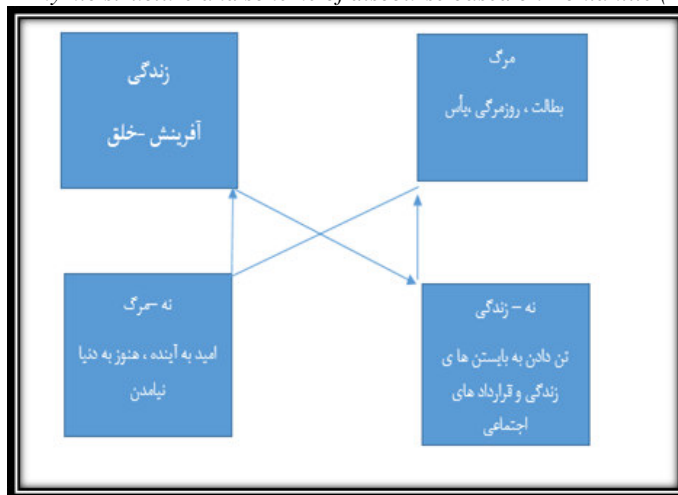 زندگی
آفرینش -خلق
مرگ
بطالت ، روزمرگی ،یأس
نه –مرگ
امید به آینده ، هنوز به دنیا
نیامدن
نه – زندگی
تن دادن به بایستن ها ی
زندگی و قرارداد های
اجتماعی